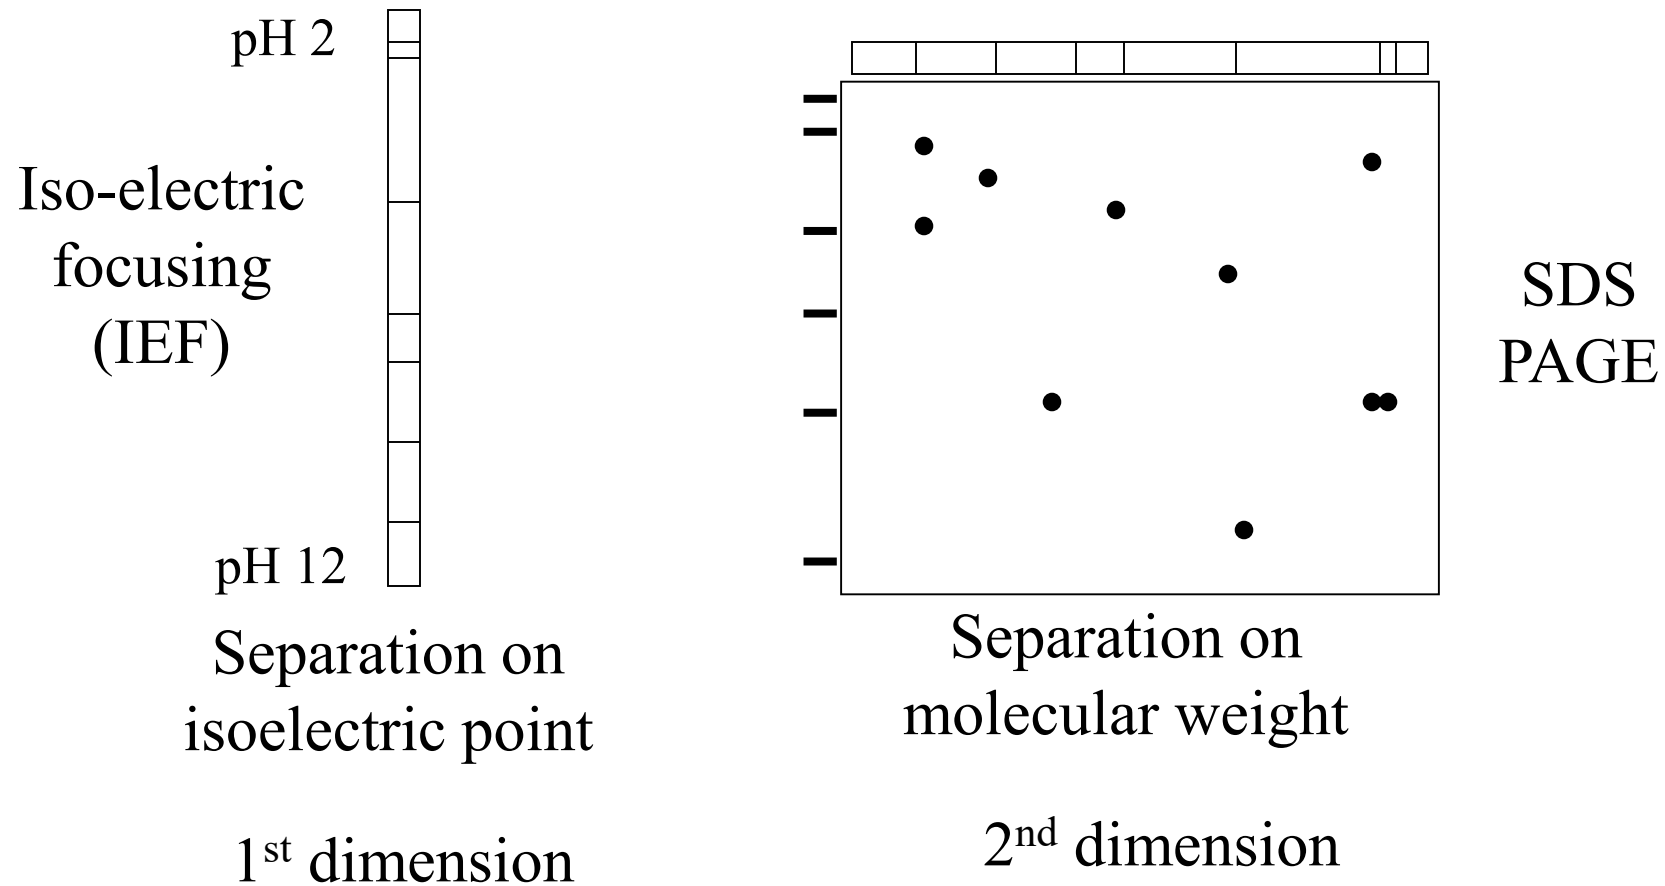 pH 2
Iso-electric
focusing
(IEF)
pH 12
Separation on
isoelectric point
1st dimension
SDS
PAGE
Separation on
molecular weight
2nd dimension